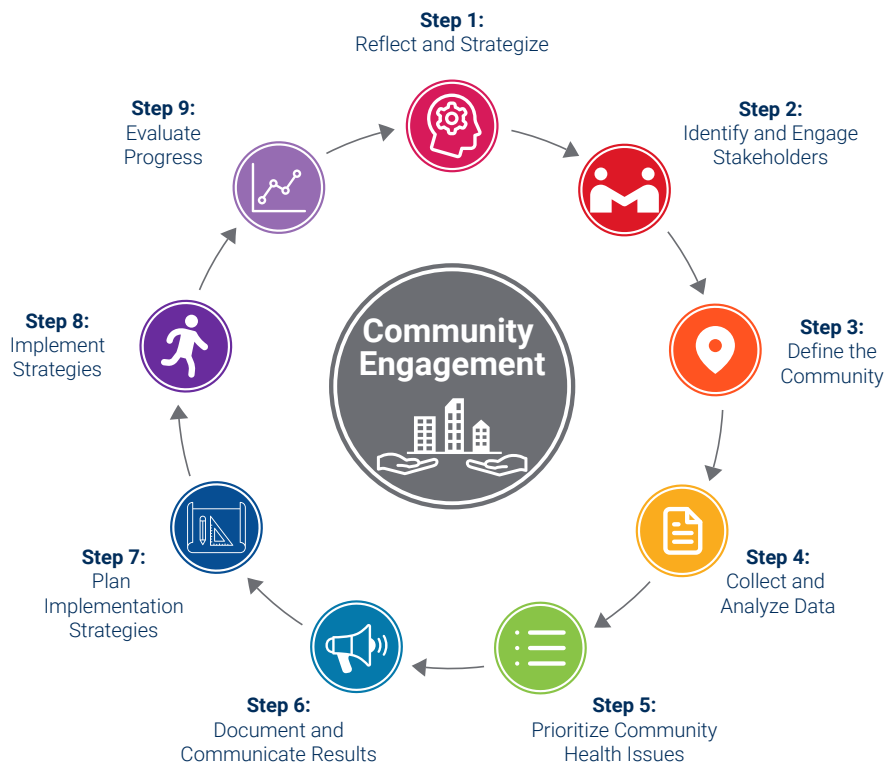 Step 1:
Reflect and Strategize
Step 2:
Identify and Engage
Stakeholders
Step 3:
Define the
Community
Step 4:
Collect and
Analyze Data
Step 5:
Prioritize Community
Health Issues
Step 6:
Document and
Communicate Results
Step 7:
Plan
Implementation
Strategies
Step 8:
Implement
Strategies
Step 9:
Evaluate
Progress
Community
Engagement